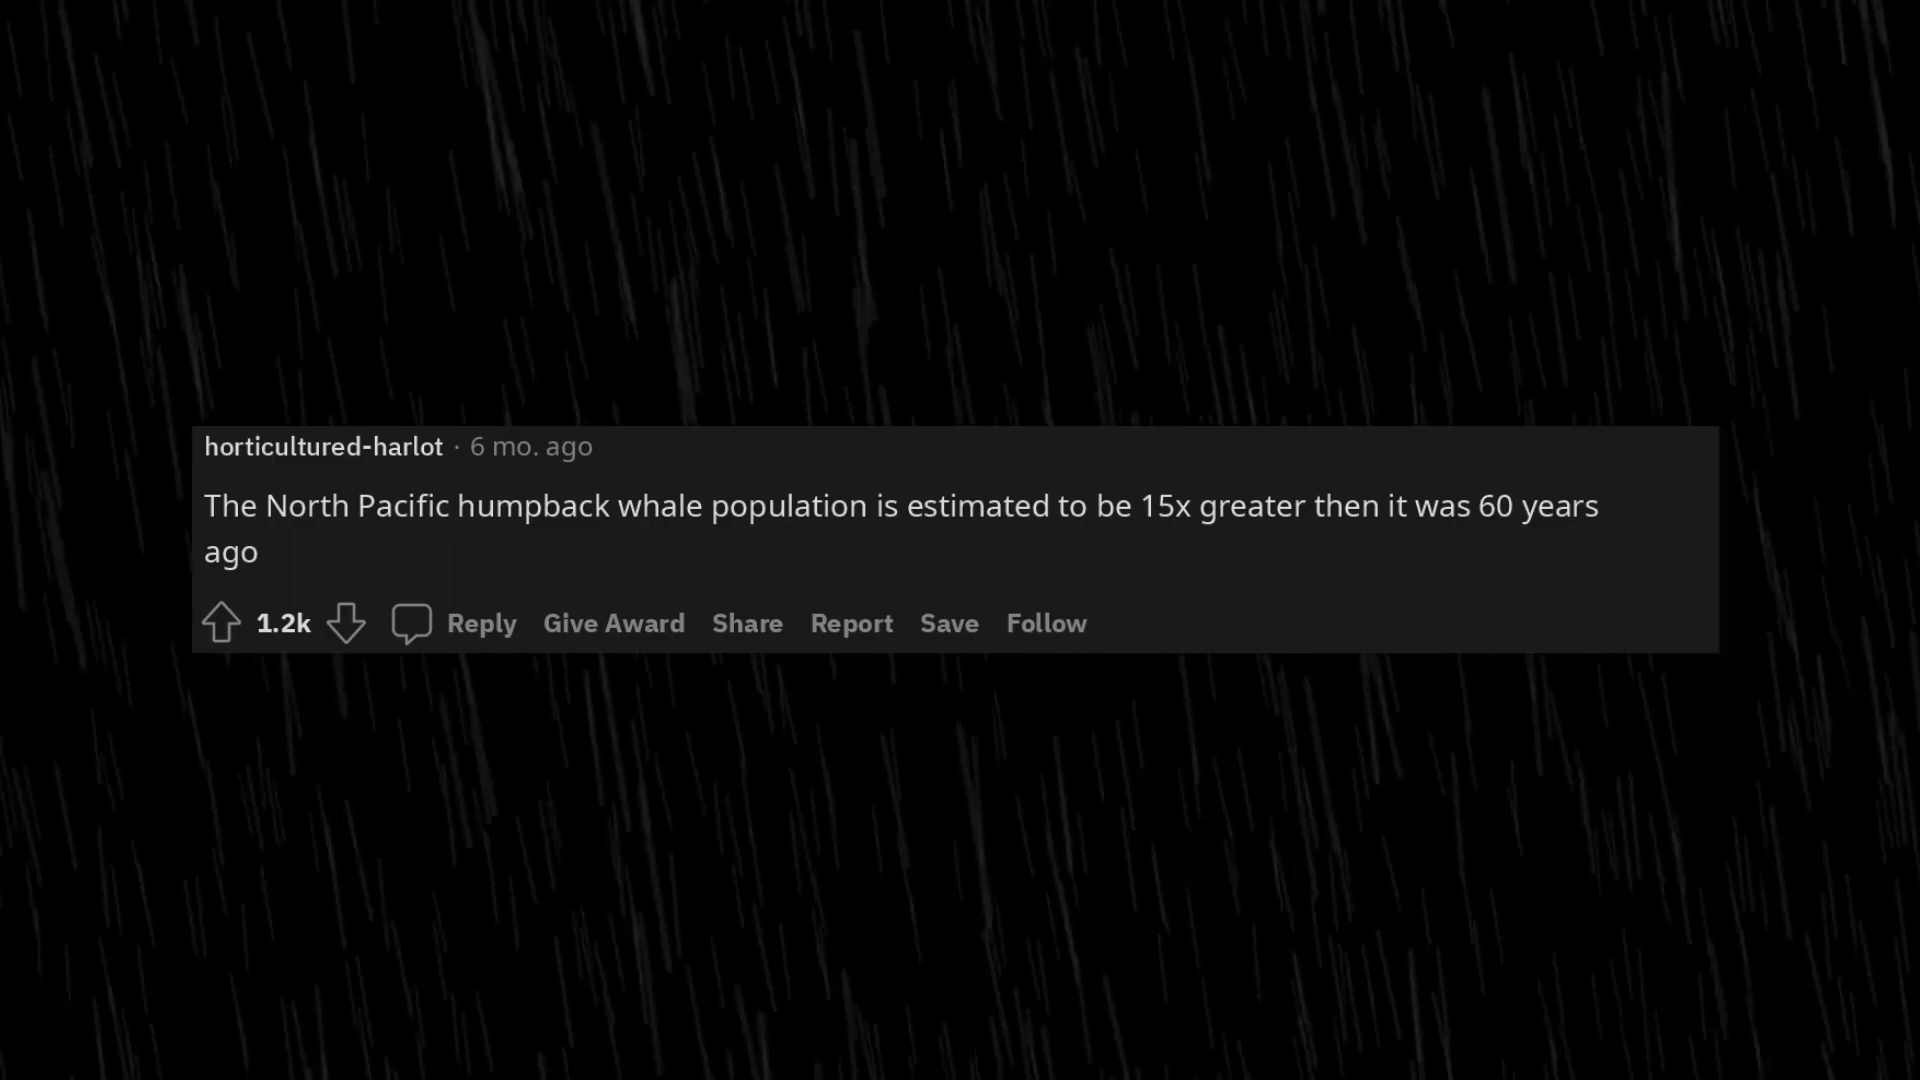 horticultured-harlot · 6 mo. ago
The North Pacific humpback whale population is estimated to be 15x greater then it was 60 years
ago
1.2k Reply Give Award Share Report Save Follow